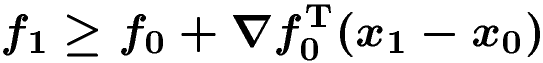 f₁ ≥ f₀ + ∇f₀ᵀ(x₁ − x₀)